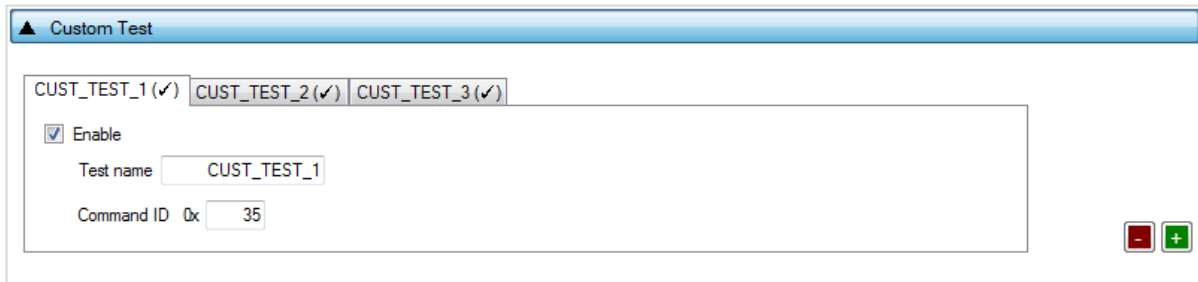 ▲ Custom Test
CUST_TEST_1 (✓) CUST_TEST_2 (✓) CUST_TEST_3 (✓)
Enable
Test name CUST_TEST_1
Command ID 0x 35
- +